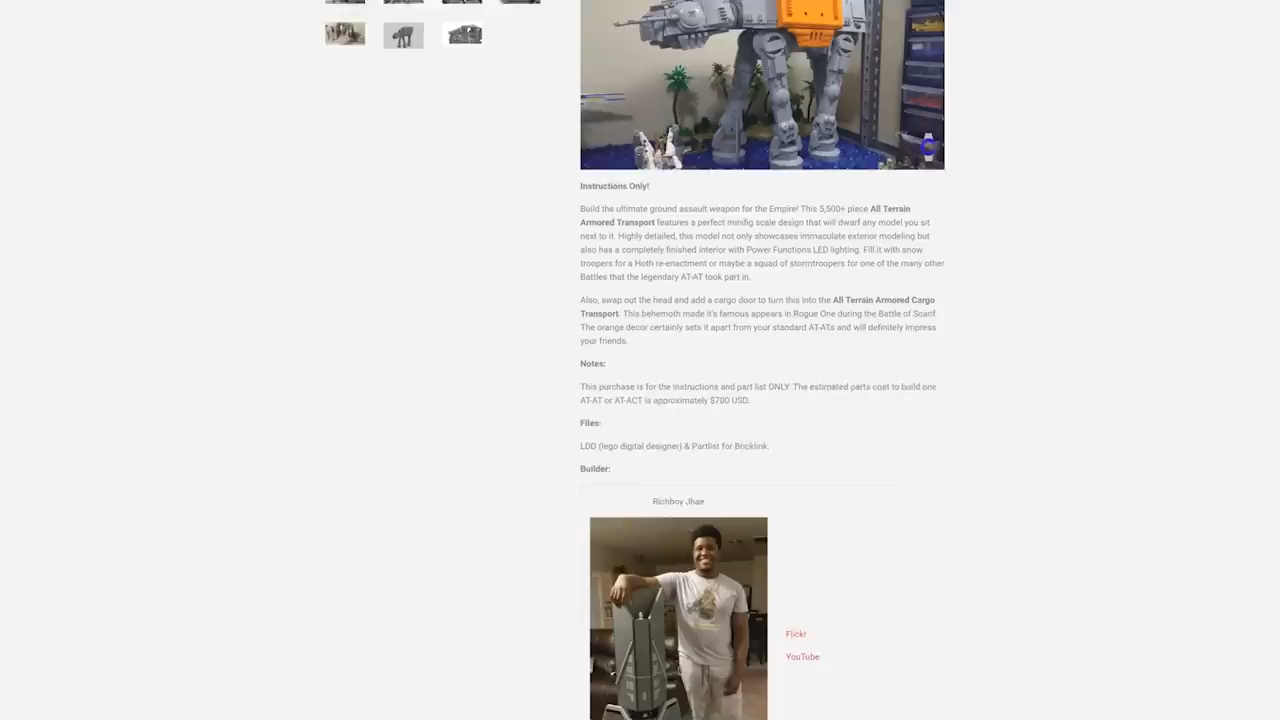 Instructions Only!
Build the ultimate ground assault weapon for the Empire! This 5,500+ piece All Terrain
Armored Transport features a perfect minifig scale design that will dwarf any model you sit
next to it. Highly detailed, this model not only showcases immaculate exterior modeling but
also has a completely finished interior with Power Functions LED lighting. Fill it with snow
troopers for a Hoth re-enactment or maybe a squad of stormtroopers for one of the many other
Battles that the legendary AT-AT took part in.
Also, swap out the head and add a cargo door to turn this into the All Terrain Armored Cargo
Transport. This behemoth made it's famous appears in Rogue One during the Battle of Scarif.
The orange decor certainly sets it apart from your standard AT-ATs and will definitely impress
your friends.
Notes:
This purchase is for the instructions and part list ONLY. The estimated parts cost to build one
AT-AT or AT-ACT is approximately $700 USD.
Files:
LDD (lego digital designer) & Partlist for Bricklink.
Builder:
Richboy Jhae
Flickr
YouTube